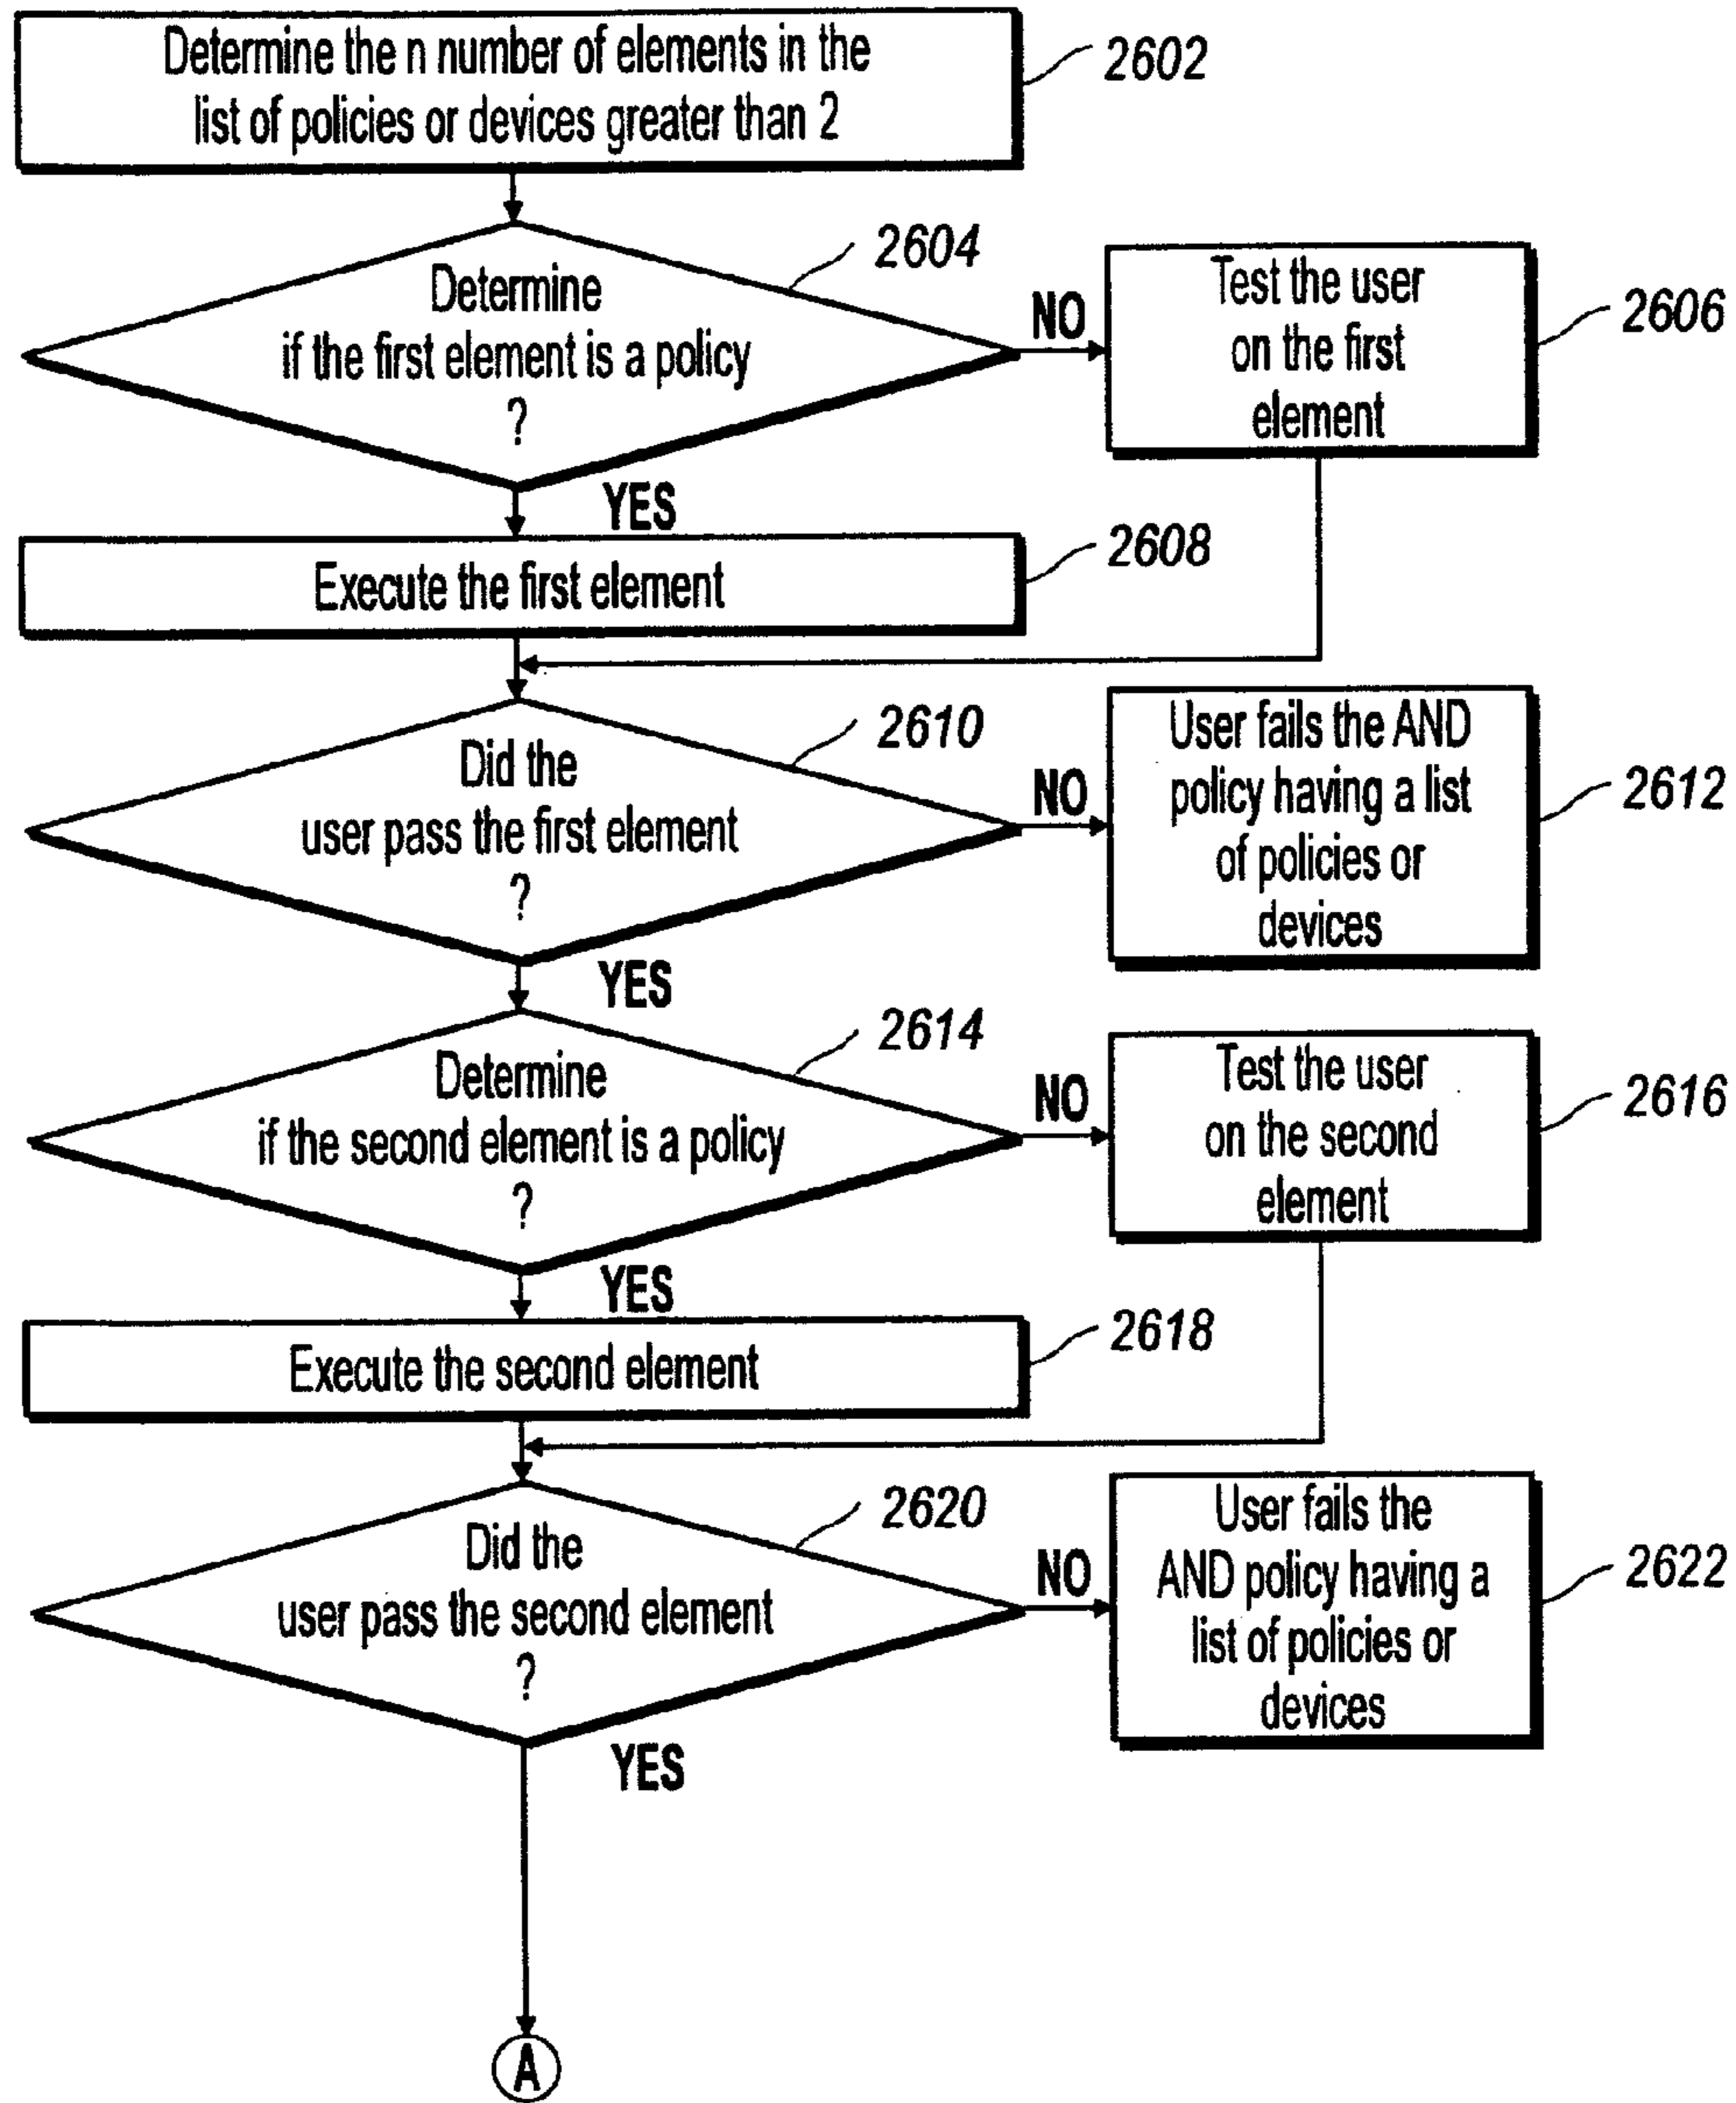 Determine the n number of elements in the
list of policies or devices greater than 2
2602
2604
Determine
if the first element is a policy
?
NO
Test the user
on the first
element
2606
YES
2608
Execute the first element
2610
Did the
user pass the first element
?
NO
User fails the AND
policy having a list
of policies or
devices
2612
YES
2614
Determine
if the second element is a policy
?
NO
Test the user
on the second
element
2616
YES
2618
Execute the second element
2620
Did the
user pass the second element
?
NO
User fails the
AND policy having a
list of policies or
devices
2622
YES
A